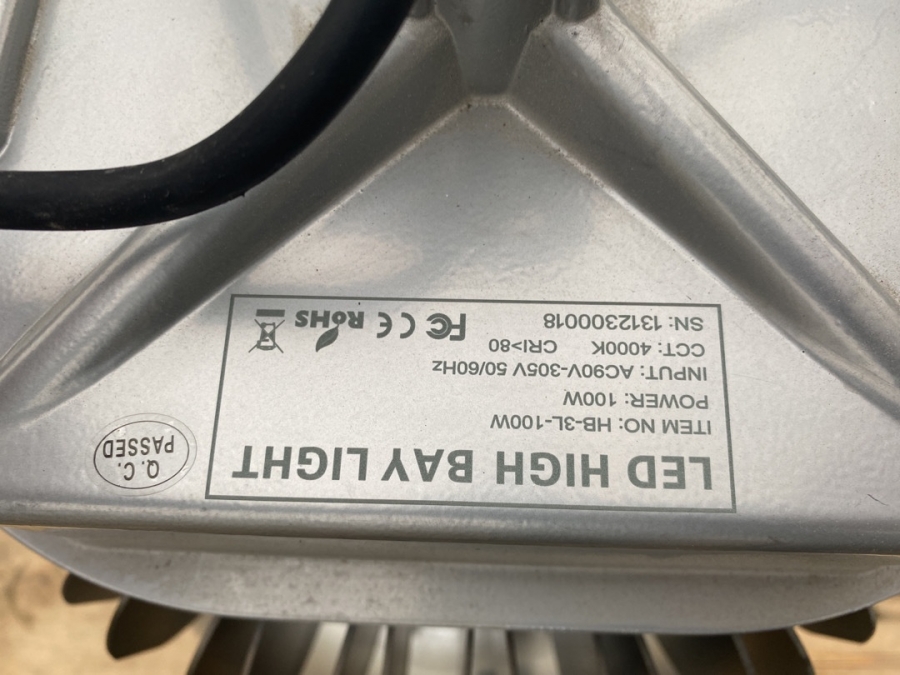 LED HIGH BAY LIGHT
ITEM NO: HB-3L-100W
POWER: 100W
INPUT: AC90V-305V 50/60Hz
CCT: 4000K CRI>80
SN: 1312300018
FC CE RoHS
Q.C.
PASSED